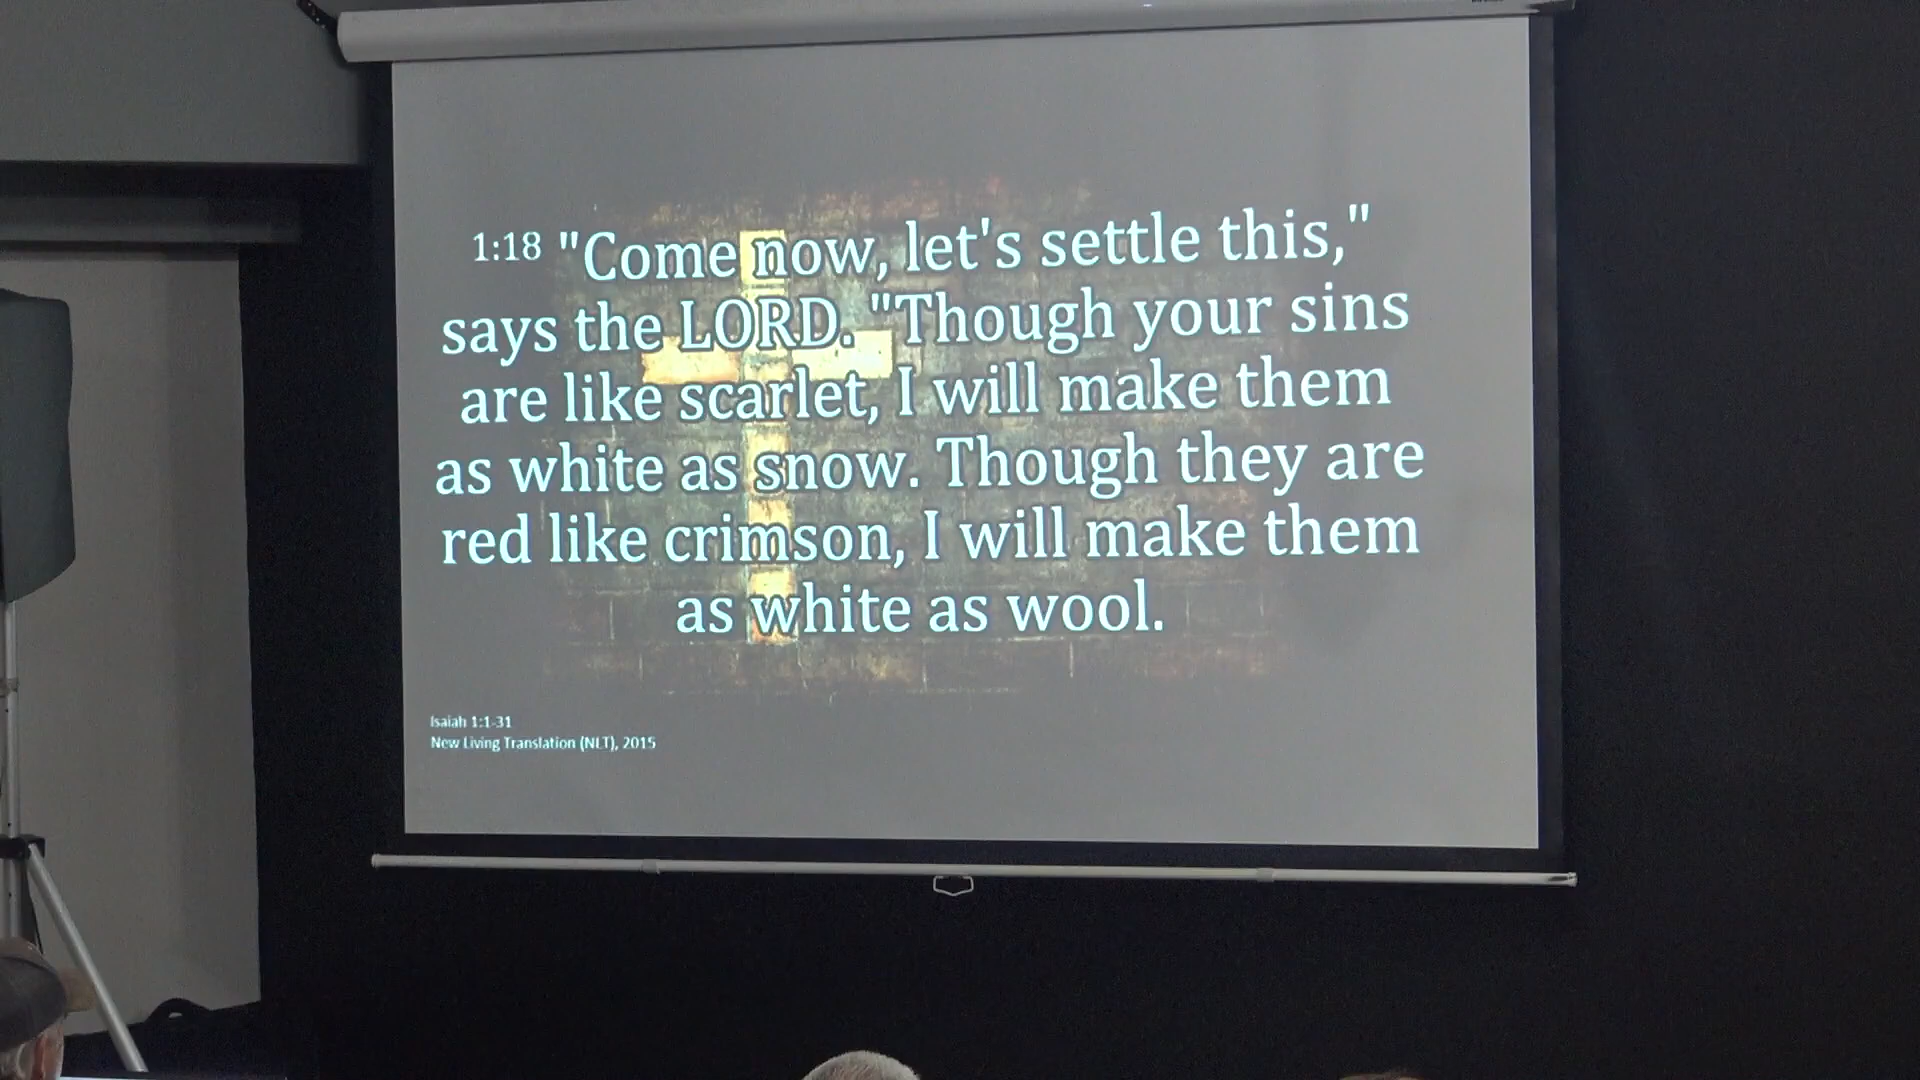 1:18 "Come now, let's settle this,"
says the LORD. "Though your sins
are like scarlet, I will make them
as white as snow. Though they are
red like crimson, I will make them
as white as wool.
Isaiah 1:1-31
New Living Translation (NLT), 2015